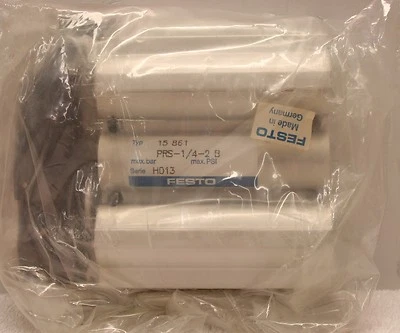 Typ 15 861
PRS-1/4-2 B
max.bar max.PSI
Serie H013
FESTO
Made in
Germany
FESTO